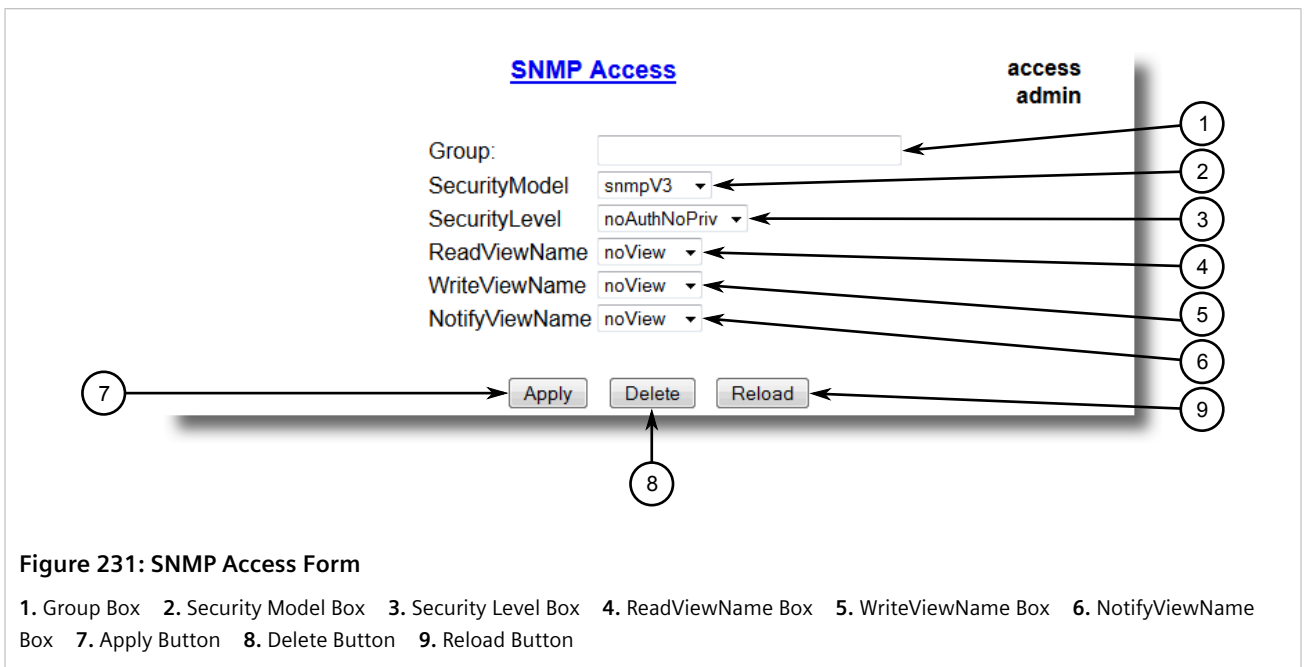 SNMP Access
access
admin
Group:
SecurityModel snmpV3
SecurityLevel noAuthNoPriv
ReadViewName noView
WriteViewName noView
NotifyViewName noView
Apply Delete Reload
1
2
3
4
5
6
7
8
9
Figure 231: SNMP Access Form
1. Group Box 2. Security Model Box 3. Security Level Box 4. ReadViewName Box 5. WriteViewName Box 6. NotifyViewName
Box 7. Apply Button 8. Delete Button 9. Reload Button